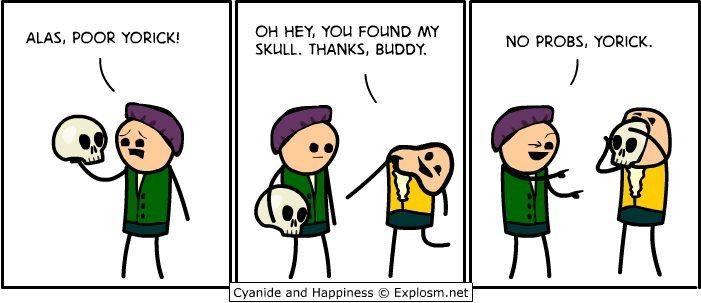 ALAS, POOR YORICK!
OH HEY, YOU FOUND MY
SKULL. THANKS, BUDDY.
NO PROBS, YORICK.
Cyanide and Happiness © Explosm.net